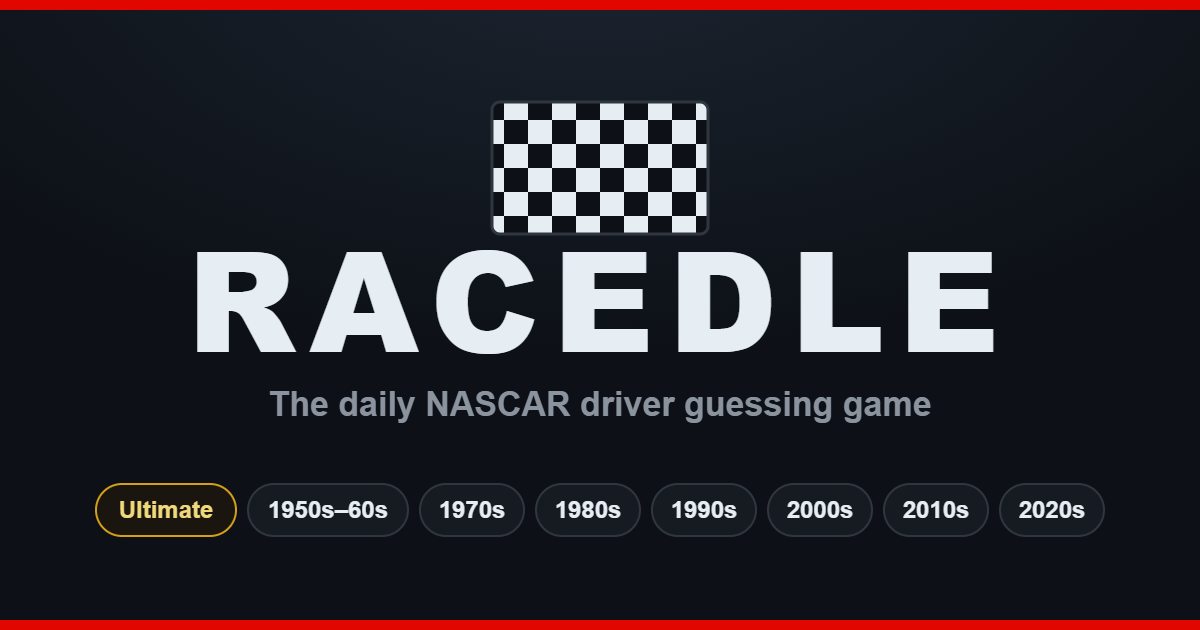 RACEDLE
The daily NASCAR driver guessing game
Ultimate 1950s–60s 1970s 1980s 1990s 2000s 2010s 2020s